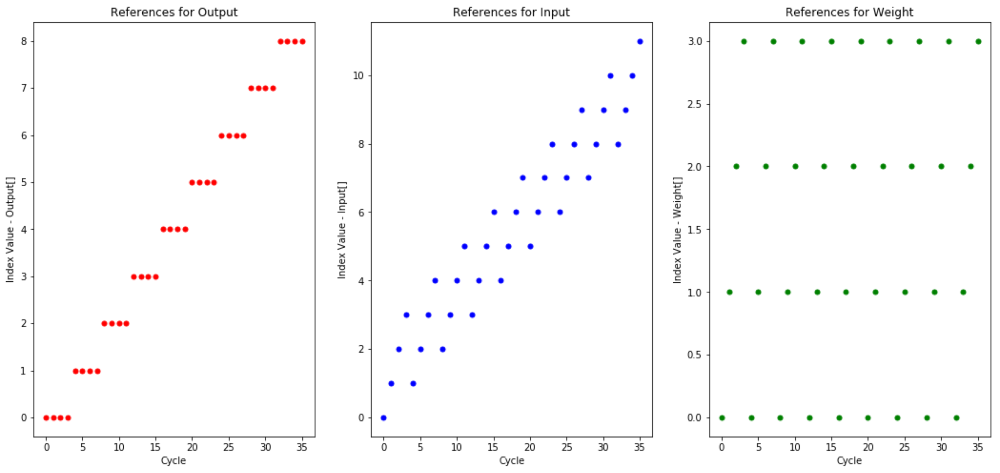 References for Output
Index Value - Output[]
8
7
6
5
4
3
2
1
0
0 5 10 15 20 25 30 35
Cycle
References for Input
Index Value - Input[]
10
8
6
4
2
0
0 5 10 15 20 25 30 35
Cycle
References for Weight
Index Value - Weight[]
3.0
2.5
2.0
1.5
1.0
0.5
0.0
0 5 10 15 20 25 30 35
Cycle